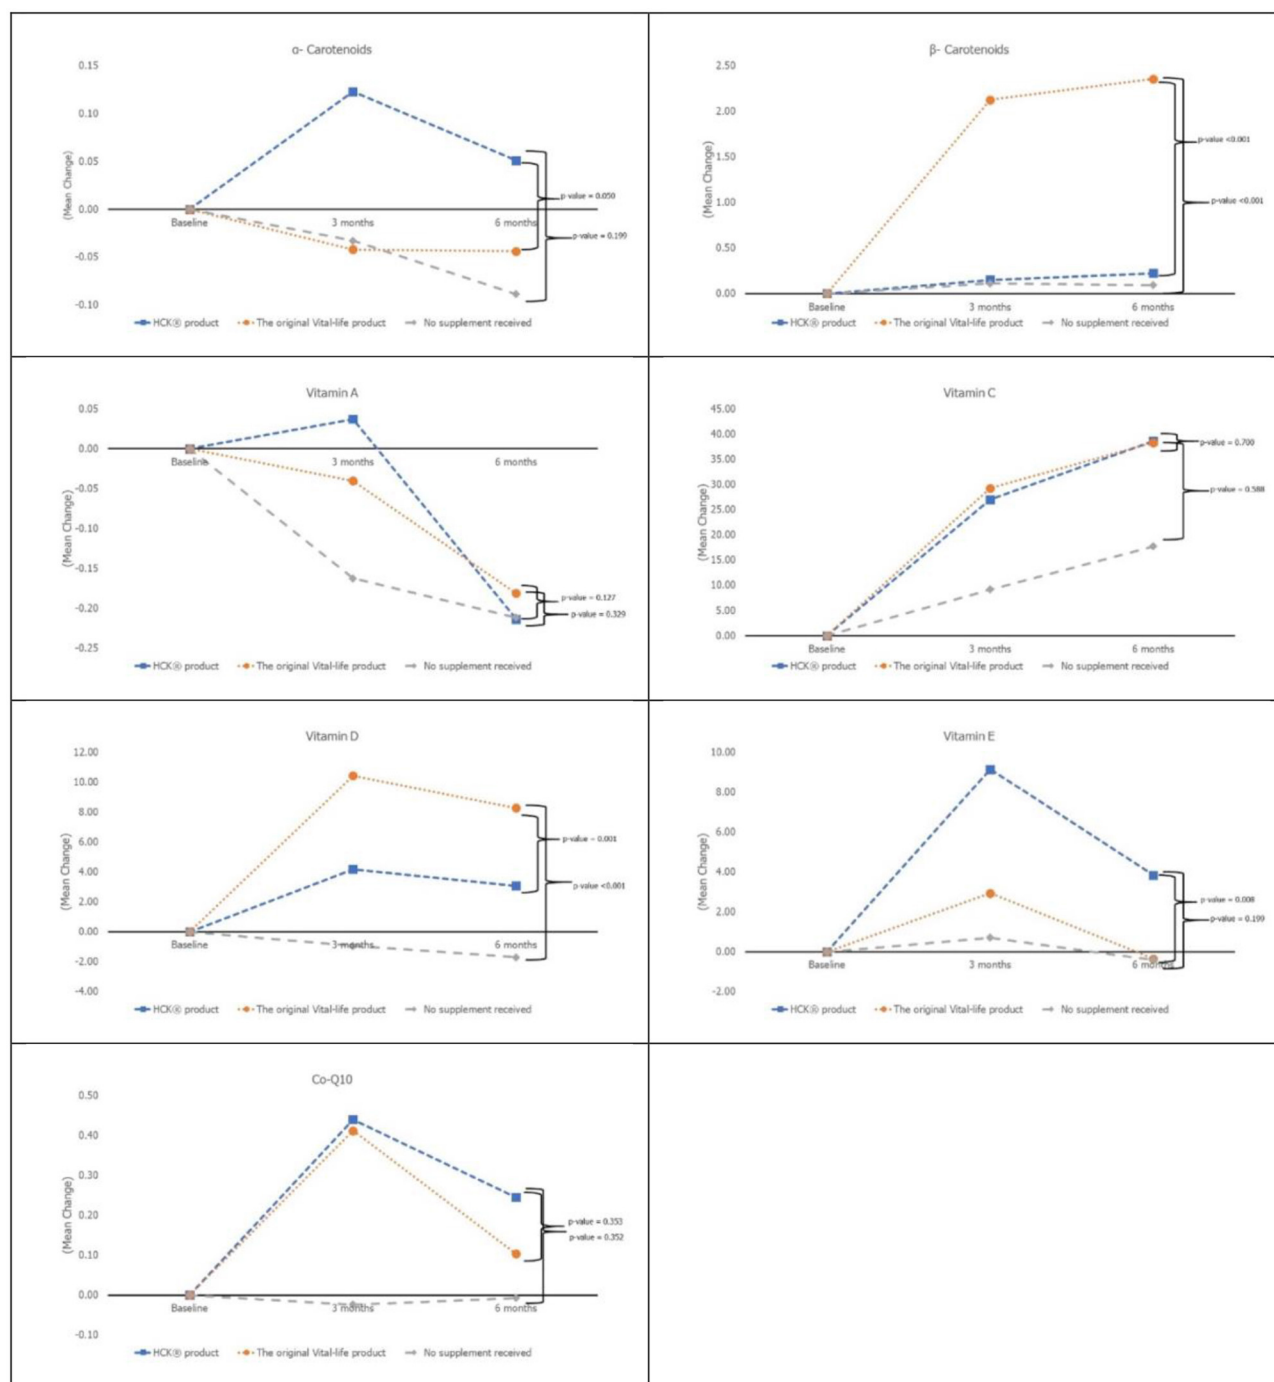 α- Carotenoids
0.15
0.10
0.05
0.00
-0.05
-0.10
(Mean Change)
Baseline
3 months
6 months
p-value = 0.050
p-value = 0.199
HCK® product
The original Vital-life product
No supplement received
β- Carotenoids
2.50
2.00
1.50
1.00
0.50
0.00
(Mean Change)
Baseline
3 months
6 months
p-value <0.001
p-value <0.001
HCK® product
The original Vital-life product
No supplement received
Vitamin A
0.05
0.00
-0.05
-0.10
-0.15
-0.20
-0.25
(Mean Change)
Baseline
3 months
6 months
p-value = 0.127
p-value = 0.329
HCK® product
The original Vital-life product
No supplement received
Vitamin C
45.00
40.00
35.00
30.00
25.00
20.00
15.00
10.00
5.00
0.00
(Mean Change)
Baseline
3 months
6 months
p-value = 0.700
p-value = 0.588
HCK® product
The original Vital-life product
No supplement received
Vitamin D
12.00
10.00
8.00
6.00
4.00
2.00
0.00
-2.00
-4.00
(Mean Change)
Baseline
3 months
6 months
p-value = 0.001
p-value <0.001
HCK® product
The original Vital-life product
No supplement received
Vitamin E
10.00
8.00
6.00
4.00
2.00
0.00
-2.00
(Mean Change)
Baseline
3 months
6 months
p-value = 0.008
p-value = 0.199
HCK® product
The original Vital-life product
No supplement received
Co-Q10
0.50
0.40
0.30
0.20
0.10
0.00
-0.10
(Mean Change)
Baseline
3 months
6 months
p-value = 0.353
p-value = 0.352
HCK® product
The original Vital-life product
No supplement received